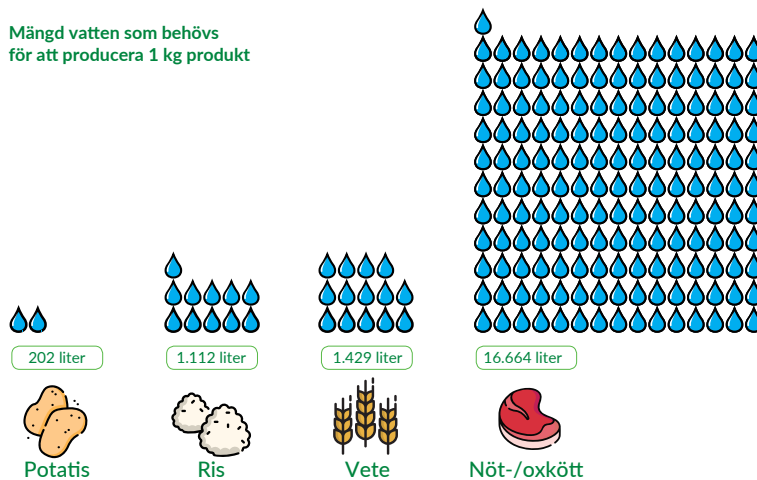 Mängd vatten som behövs
för att producera 1 kg produkt
202 liter
1.112 liter
1.429 liter
16.664 liter
Potatis
Ris
Vete
Nöt-/oxkött